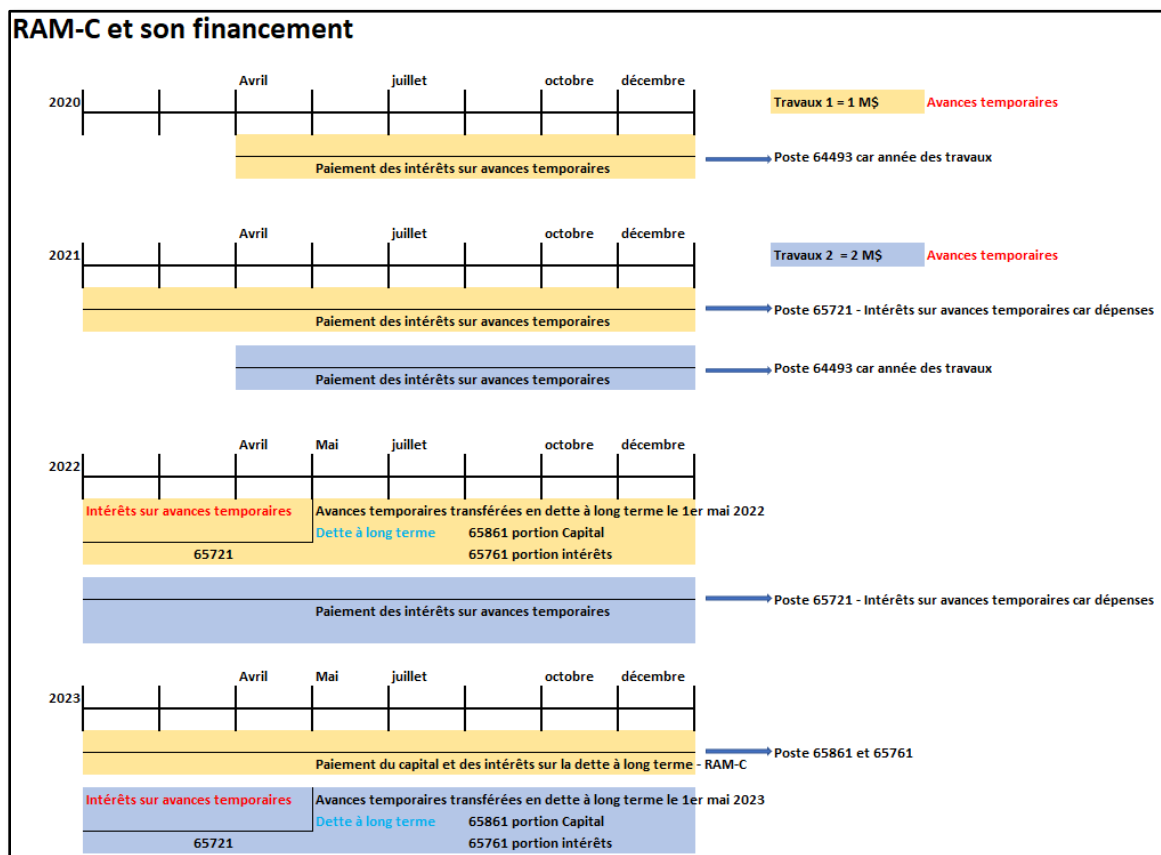 RAM-C et son financement
Avril juillet octobre décembre
2020
Travaux 1 = 1 M$ Avances temporaires
Paiement des intérêts sur avances temporaires
Poste 64493 car année des travaux
Avril juillet octobre décembre
2021
Travaux 2 = 2 M$ Avances temporaires
Paiement des intérêts sur avances temporaires
Poste 65721 - Intérêts sur avances temporaires car dépenses
Paiement des intérêts sur avances temporaires
Poste 64493 car année des travaux
Avril Mai juillet octobre décembre
2022
Intérêts sur avances temporaires Avances temporaires transférées en dette à long terme le 1er mai 2022
Dette à long terme 65861 portion Capital
65721 65761 portion intérêts
Paiement des intérêts sur avances temporaires
Poste 65721 - Intérêts sur avances temporaires car dépenses
Avril Mai juillet octobre décembre
2023
Paiement du capital et des intérêts sur la dette à long terme - RAM-C
Poste 65861 et 65761
Intérêts sur avances temporaires Avances temporaires transférées en dette à long terme le 1er mai 2023
Dette à long terme 65861 portion Capital
65721 65761 portion intérêts